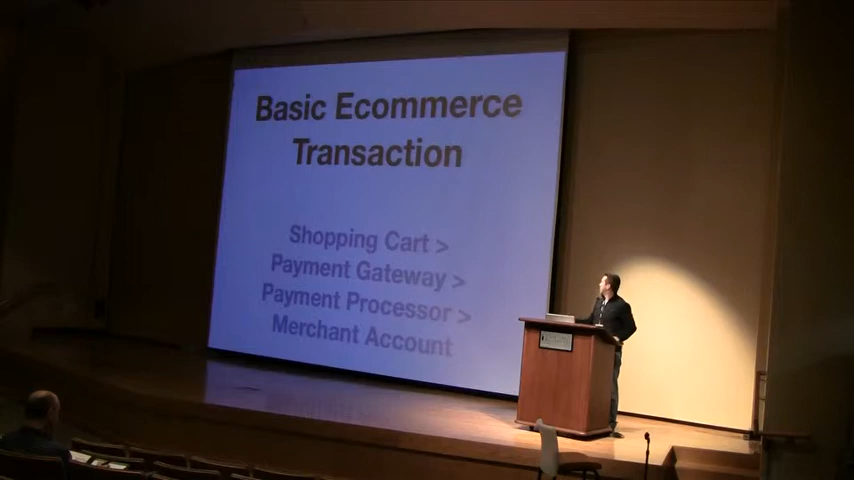 Basic Ecommerce
Transaction
Shopping Cart >
Payment Gateway >
Payment Processor >
Merchant Account